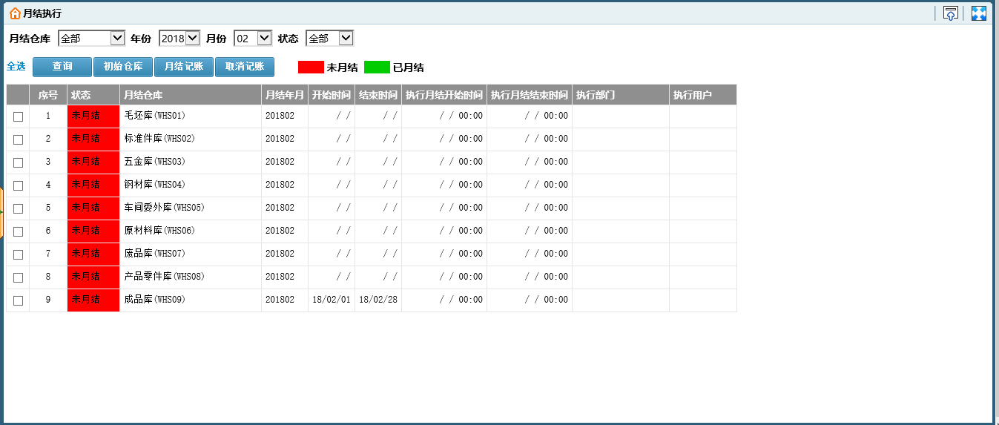 月结执行
月结仓库 全部 年份 2018 月份 02 状态 全部
全选 查询 初始仓库 月结记账 取消记账 未月结 已月结
序号 状态 月结仓库 月结年月 开始时间 结束时间 执行月结开始时间 执行月结结束时间 执行部门 执行用户
1 未月结 毛坯库(WHS01) 201802 / / / / / / 00:00 / / 00:00
2 未月结 标准件库(WHS02) 201802 / / / / / / 00:00 / / 00:00
3 未月结 五金库(WHS03) 201802 / / / / / / 00:00 / / 00:00
4 未月结 钢材库(WHS04) 201802 / / / / / / 00:00 / / 00:00
5 未月结 车间委外库(WHS05) 201802 / / / / / / 00:00 / / 00:00
6 未月结 原材料库(WHS06) 201802 / / / / / / 00:00 / / 00:00
7 未月结 废品库(WHS07) 201802 / / / / / / 00:00 / / 00:00
8 未月结 产品零件库(WHS08) 201802 / / / / / / 00:00 / / 00:00
9 未月结 成品库(WHS09) 201802 18/02/01 18/02/28 / / 00:00 / / 00:00